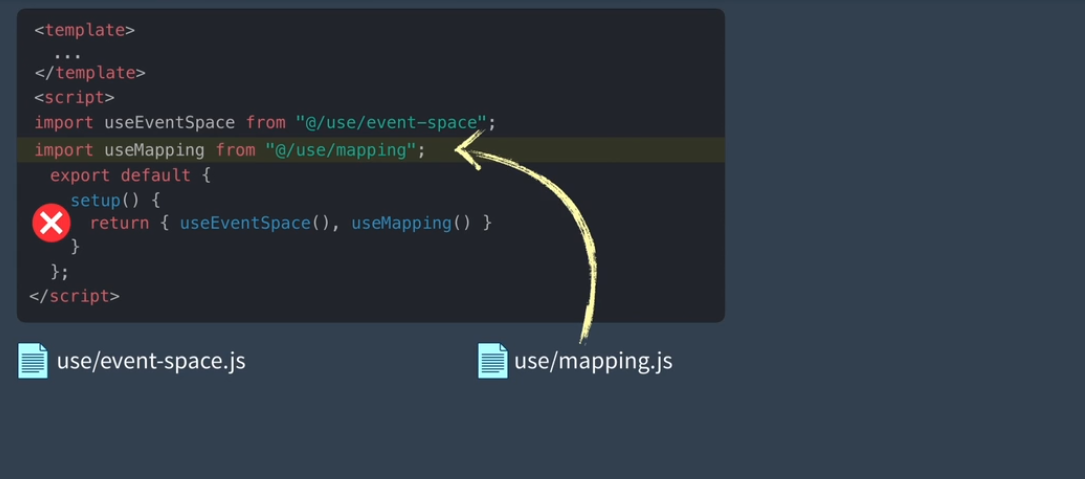 <template>
...
</template>
<script>
import useEventSpace from "@/use/event-space";
import useMapping from "@/use/mapping";
export default {
setup() {
return { useEventSpace(), useMapping() }
}
};
</script>
use/event-space.js
use/mapping.js